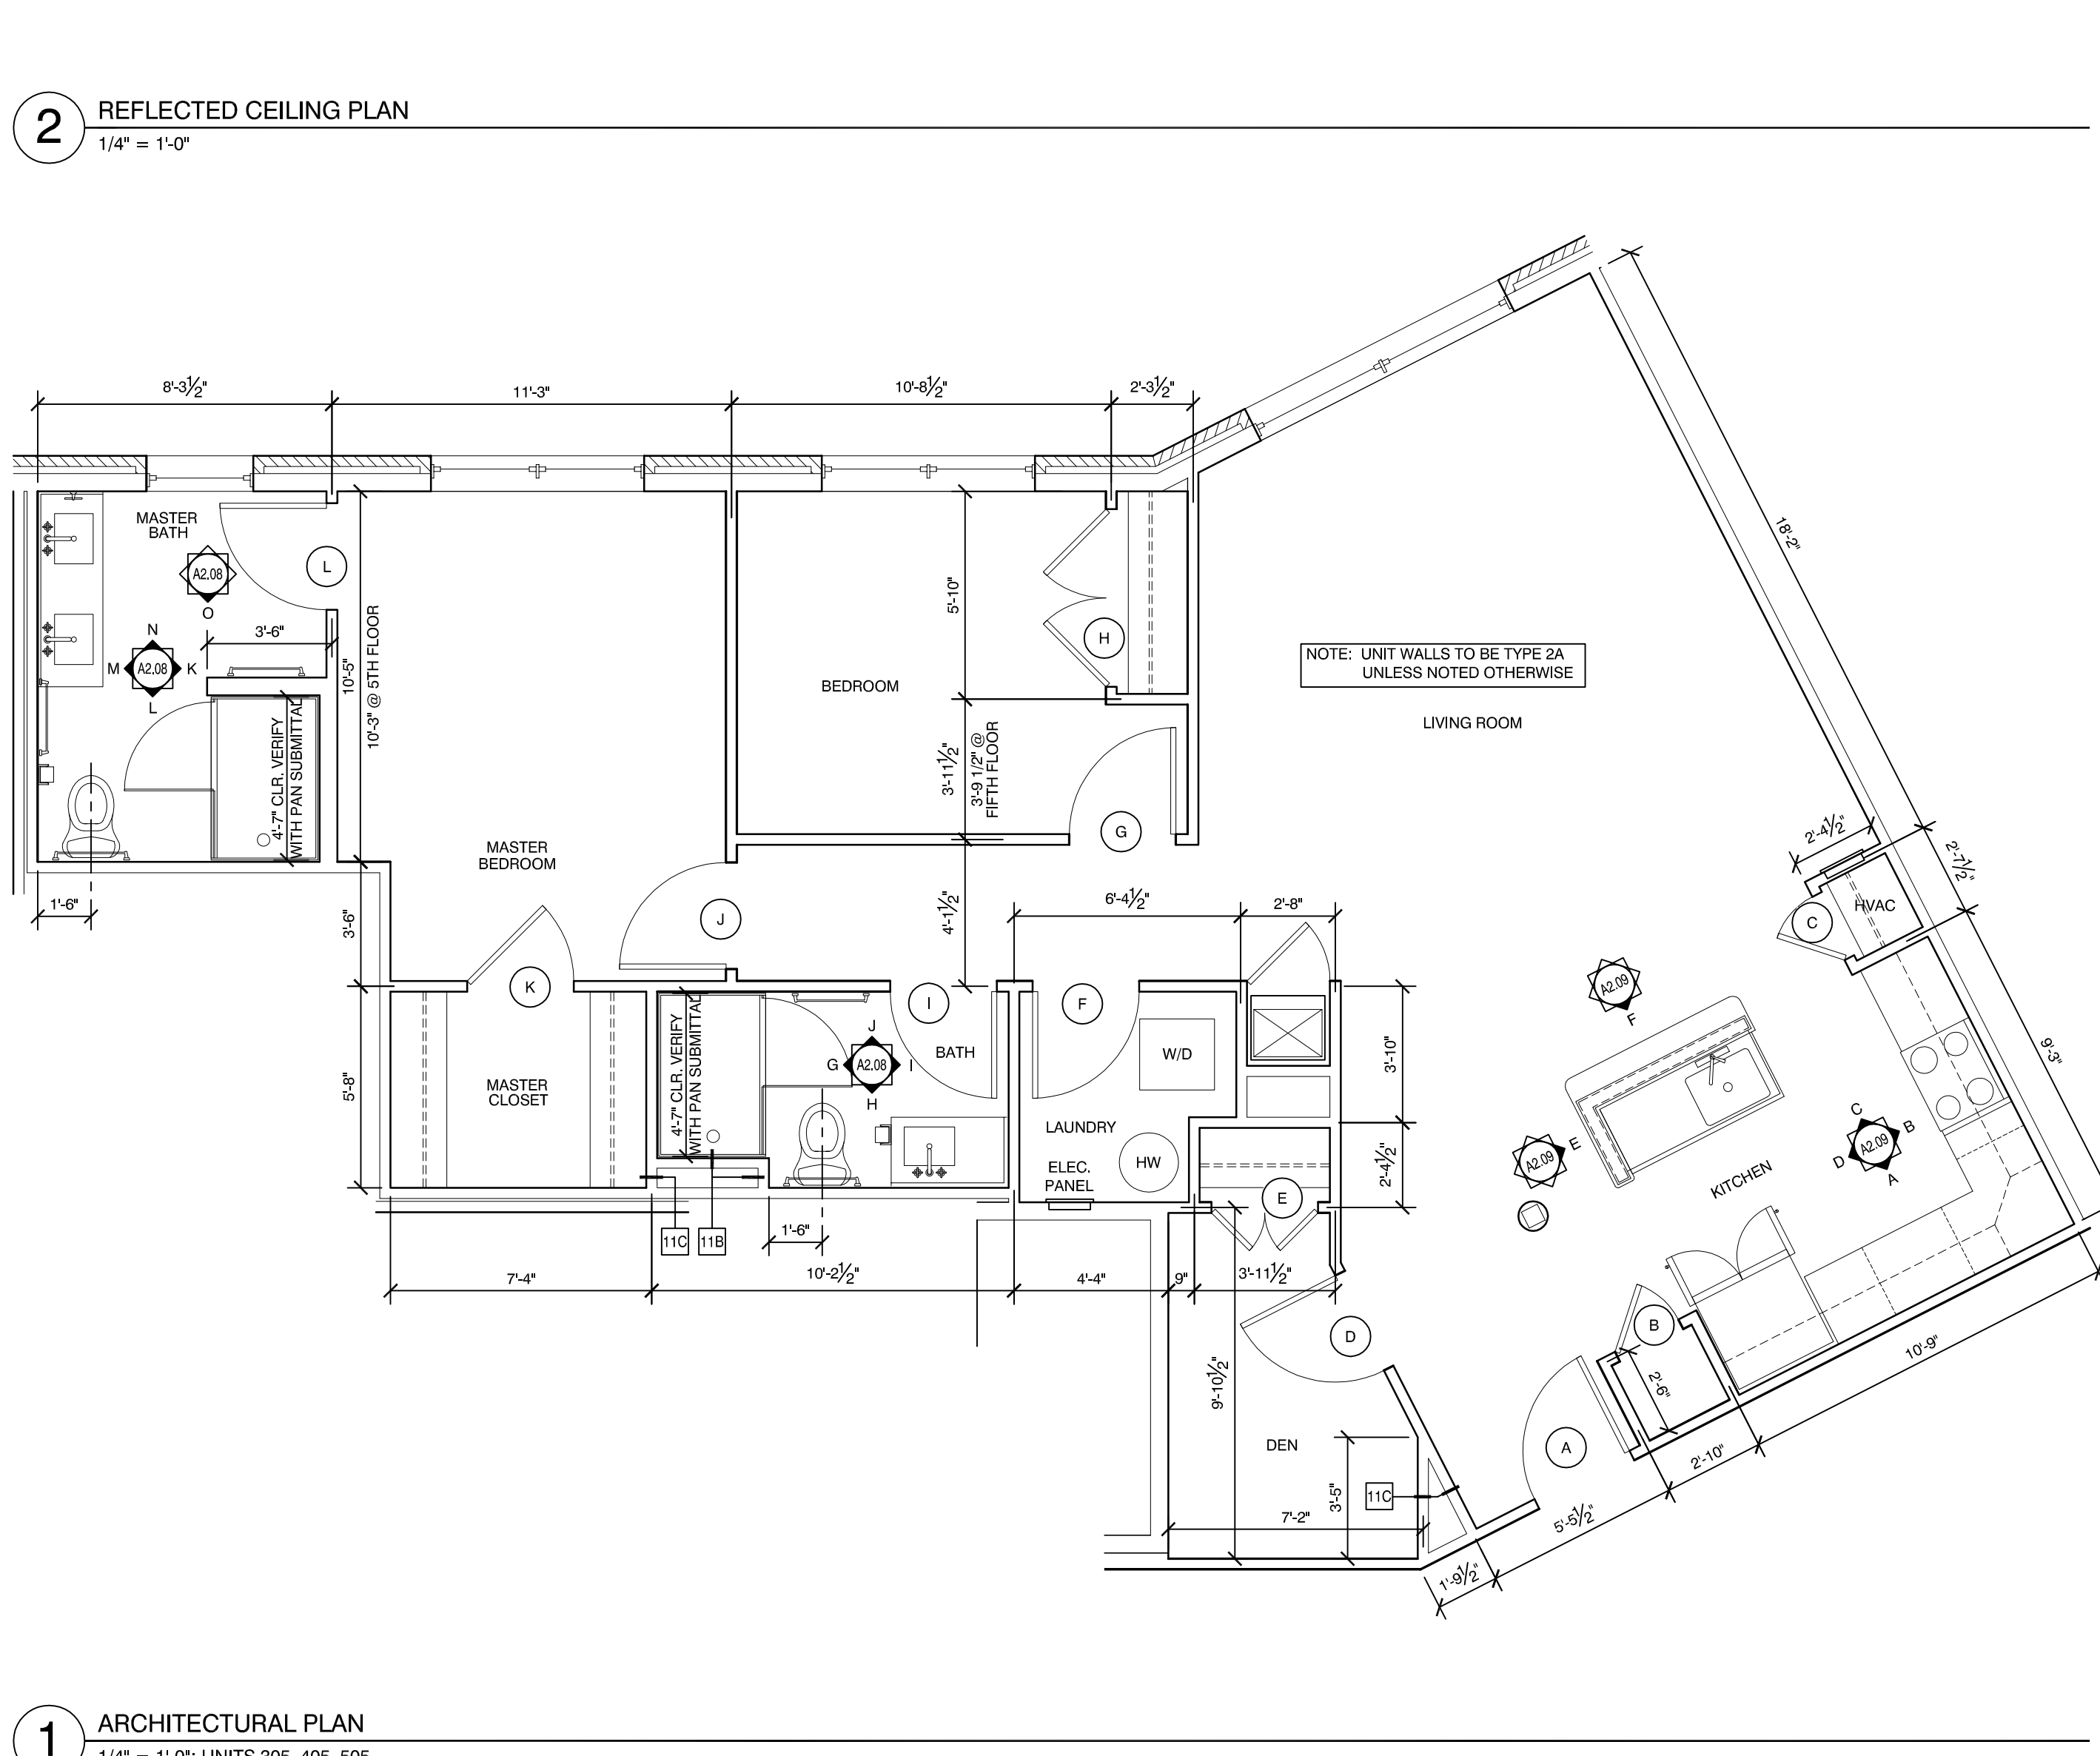 2
REFLECTED CEILING PLAN
1/4" = 1'-0"
8'-3½"
11'-3"
10'-8½"
2'-3½"
18'-2"
MASTER
BATH
L
A2.08
O
3'-6"
N
M
A2.08
K
L
10'-5"
10'-3" @ 5TH FLOOR
4'-7" CLR. VERIFY
WITH PAN SUBMITTAL
1'-6"
5'-10"
H
BEDROOM
NOTE: UNIT WALLS TO BE TYPE 2A
UNLESS NOTED OTHERWISE
LIVING ROOM
3'-11½"
3'-9 1/2" @
FIFTH FLOOR
G
MASTER
BEDROOM
2'-4½"
2'-7½"
HVAC
C
J
3'-6"
4'-1½"
6'-4½"
2'-8"
K
I
F
A2.09
F
9'-3"
4'-7" CLR. VERIFY
WITH PAN SUBMITTAL
J
G
A2.08
I
H
BATH
W/D
3'-10"
5'-8"
MASTER
CLOSET
LAUNDRY
HW
ELEC.
PANEL
2'-4½"
E
A2.09
E
C
B
A2.09
D
A
KITCHEN
11C
11B
1'-6"
7'-4"
10'-2½"
4'-4"
9"
3'-11½"
D
B
10'-9"
9'-10½"
2'-6"
DEN
A
2'-10"
3'-5"
11C
7'-2"
5'-5½"
1'-9½"
1
ARCHITECTURAL PLAN
1/4" = 1'-0": UNITS 305, 405, 505